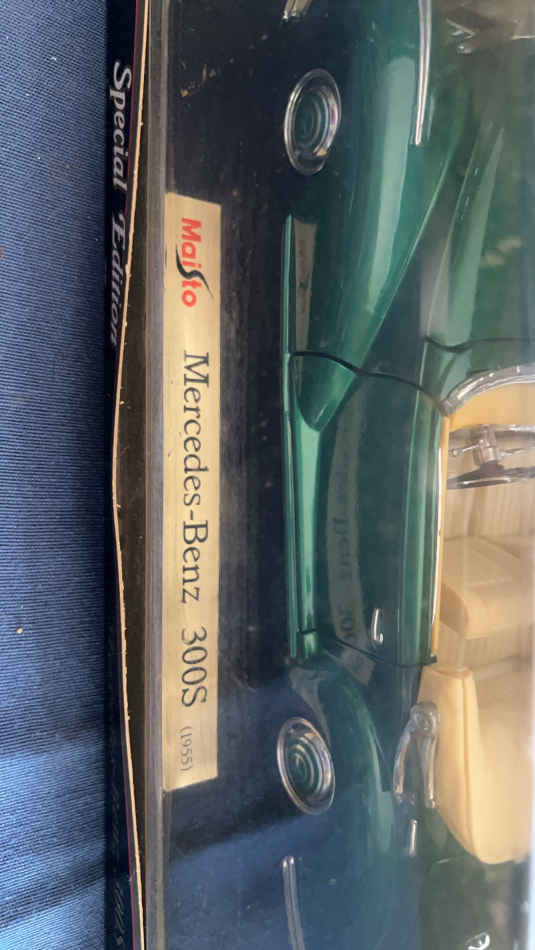 Special Edition
Maisto
Mercedes-Benz 300S (1955)